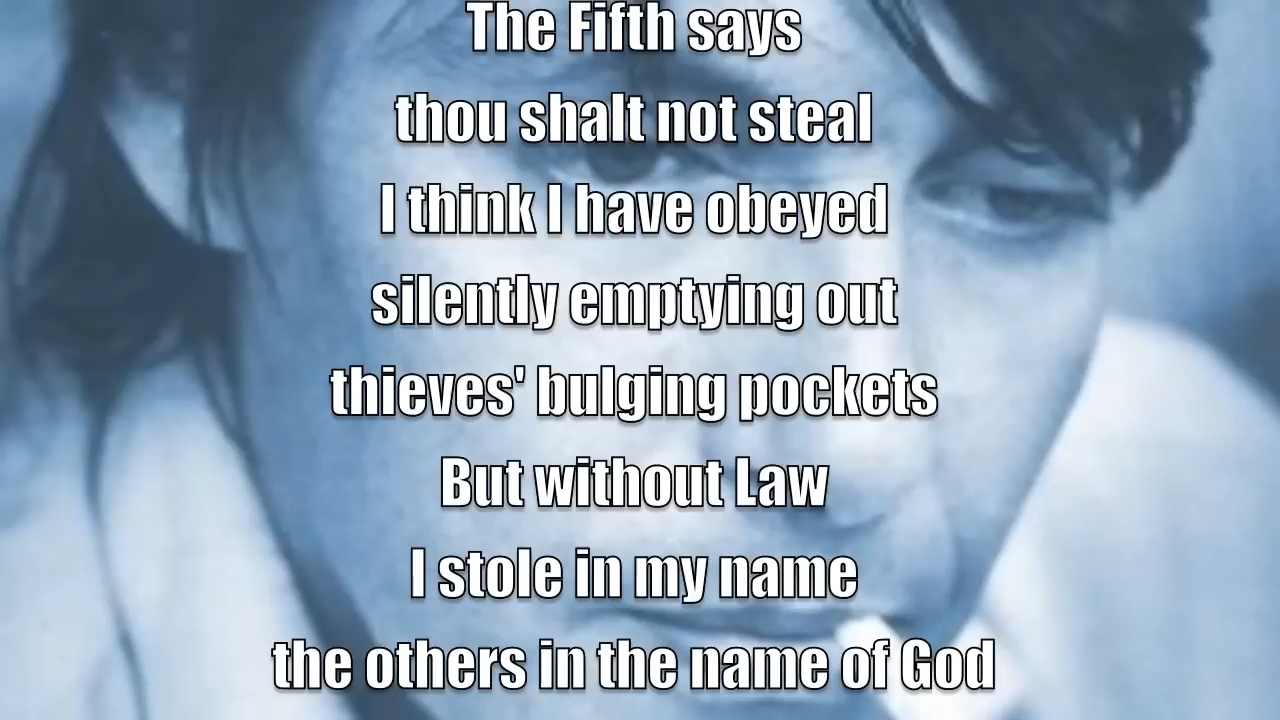 The Fifth says
thou shalt not steal
I think I have obeyed
silently emptying out
thieves' bulging pockets
But without Law
I stole in my name
the others in the name of God